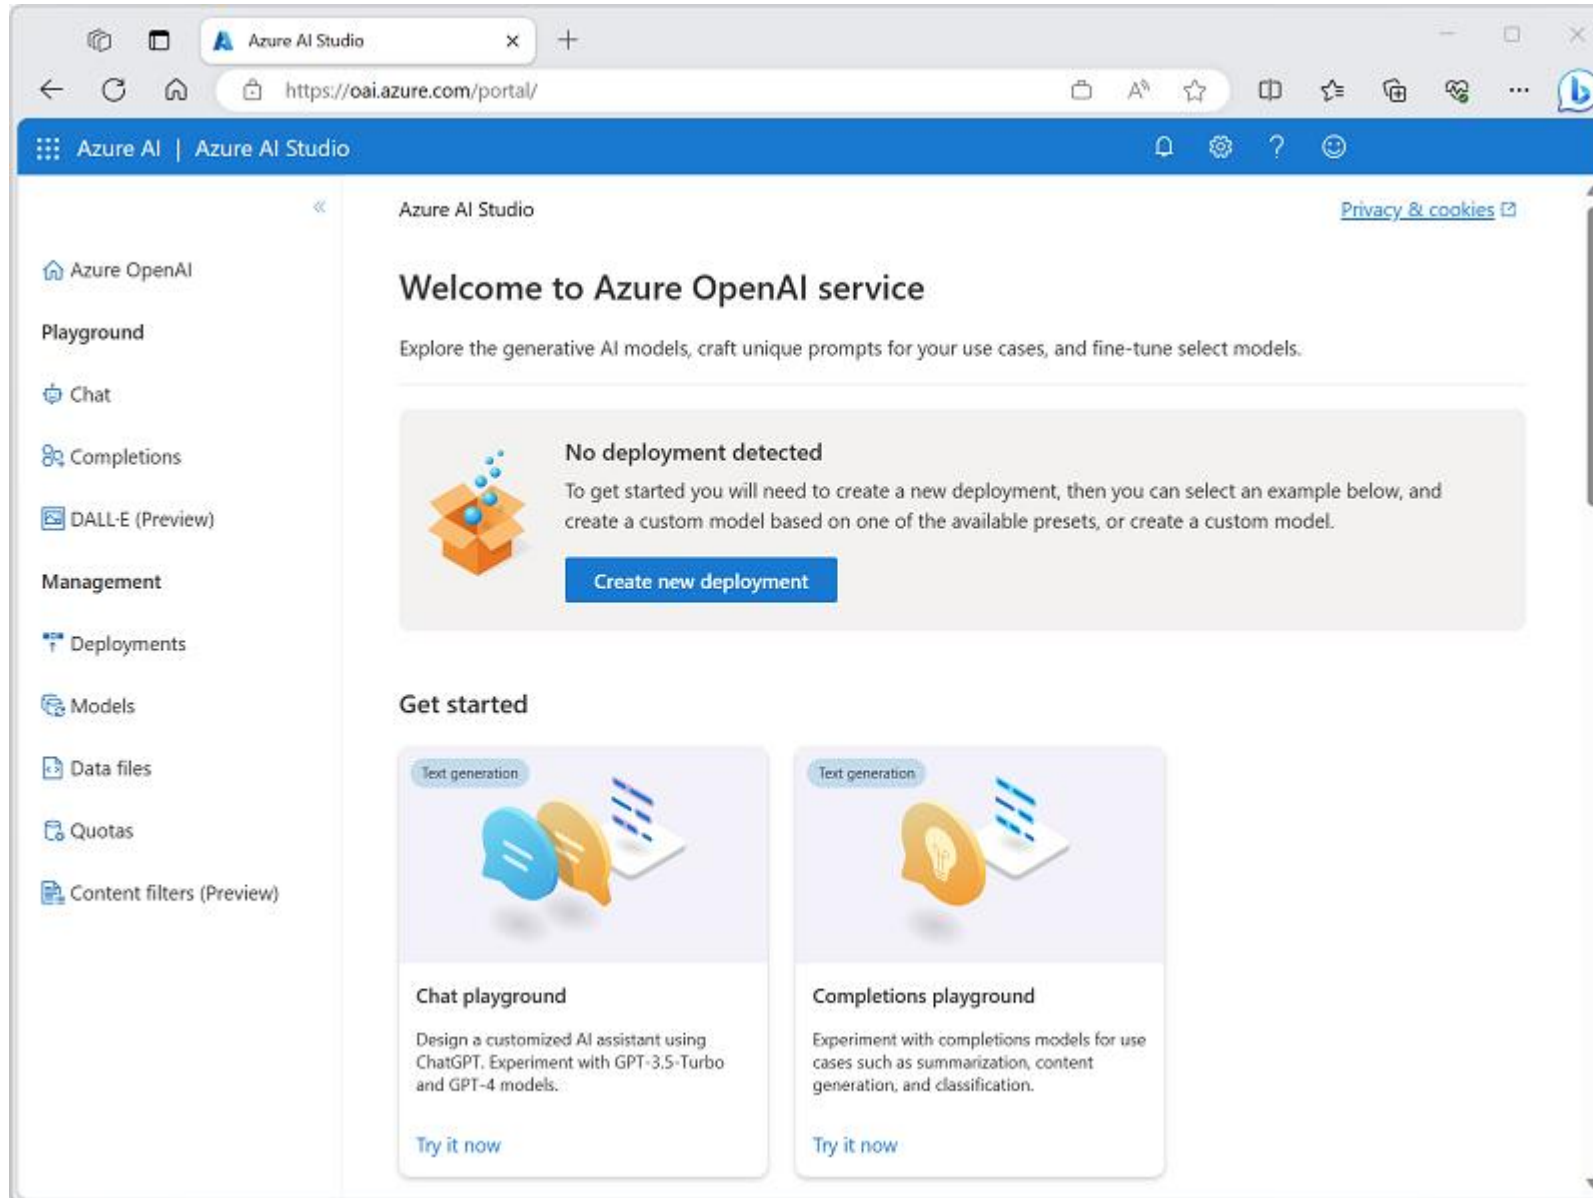 Azure AI Studio
https://oai.azure.com/portal/
Azure AI | Azure AI Studio
Azure AI Studio
Privacy & cookies
Azure OpenAI
Playground
Chat
Completions
DALL·E (Preview)
Management
Deployments
Models
Data files
Quotas
Content filters (Preview)
Welcome to Azure OpenAI service
Explore the generative AI models, craft unique prompts for your use cases, and fine-tune select models.
No deployment detected
To get started you will need to create a new deployment, then you can select an example below, and
create a custom model based on one of the available presets, or create a custom model.
Create new deployment
Get started
Text generation
Chat playground
Design a customized AI assistant using
ChatGPT. Experiment with GPT-3.5-Turbo
and GPT-4 models.
Try it now
Text generation
Completions playground
Experiment with completions models for use
cases such as summarization, content
generation, and classification.
Try it now